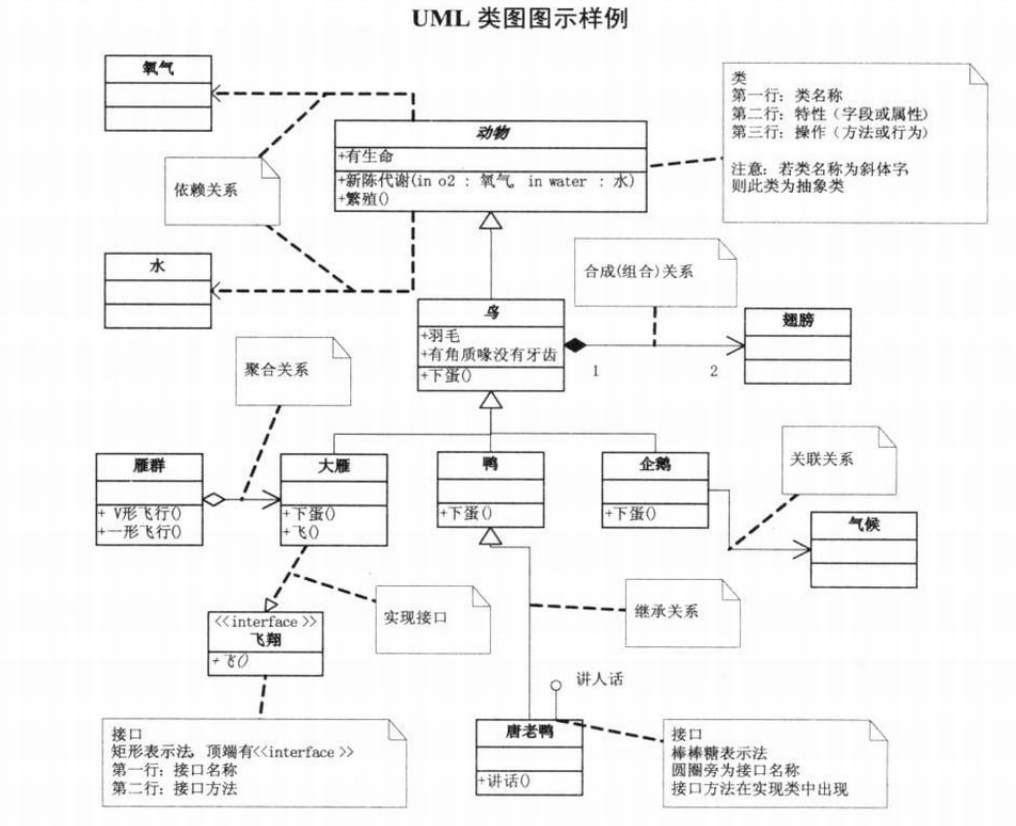 UML 类图图示样例
氧气
类
第一行：类名称
第二行：特性（字段或属性）
第三行：操作（方法或行为）
注意：若类名称为斜体字，
则此类为抽象类
动物
+有生命
+新陈代谢(in o2 : 氧气, in water : 水)
+繁殖()
依赖关系
水
合成(组合)关系
鸟
+羽毛
+有角质喙没有牙齿
+下蛋()
1
2
翅膀
聚合关系
雁群
+ V形飞行()
+一形飞行()
大雁
+下蛋()
+飞()
鸭
+下蛋()
企鹅
+下蛋()
关联关系
气候
<<interface >>
飞翔
+飞()
实现接口
继承关系
讲人话
唐老鸭
+讲话()
接口
矩形表示法，顶端有<<interface >>
第一行：接口名称
第二行：接口方法
接口
棒棒糖表示法
圆圈旁为接口名称
接口方法在实现类中出现